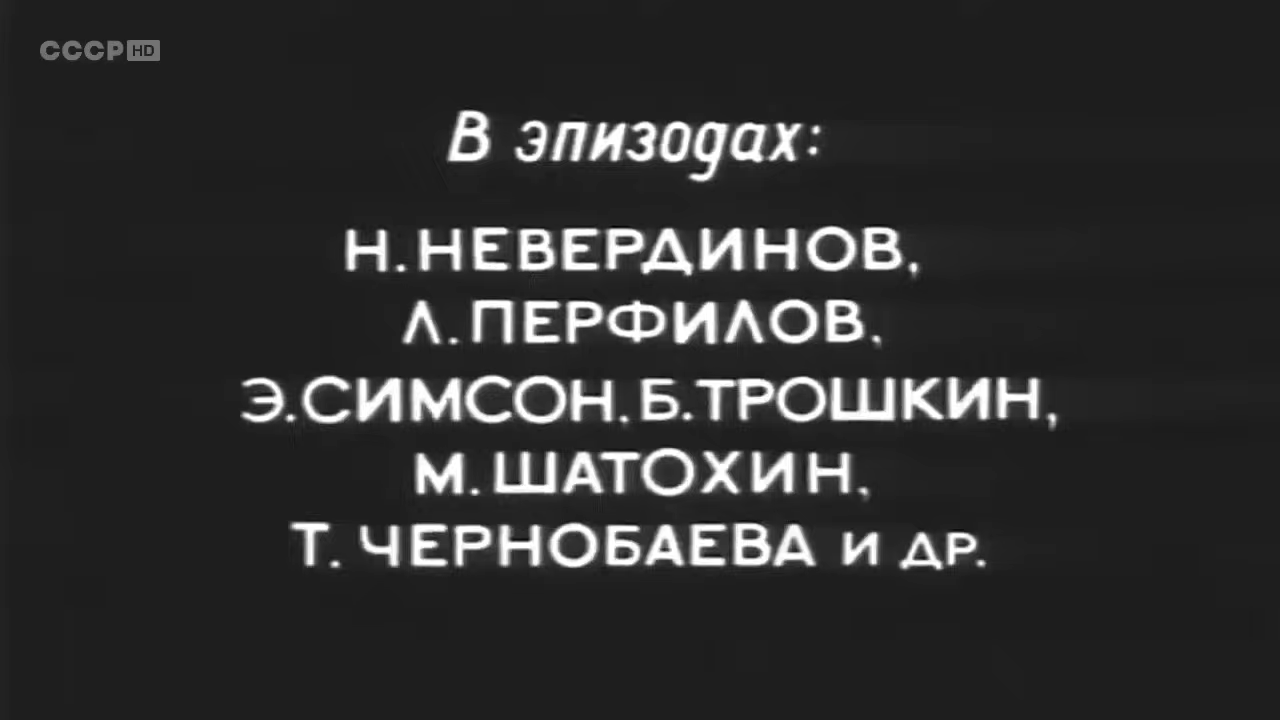 СССР HD
В эпизодах:
Н. НЕВЕРДИНОВ,
Л. ПЕРФИЛОВ,
Э. СИМСОН, Б. ТРОШКИН,
М. ШАТОХИН,
Т. ЧЕРНОБАЕВА И ДР.